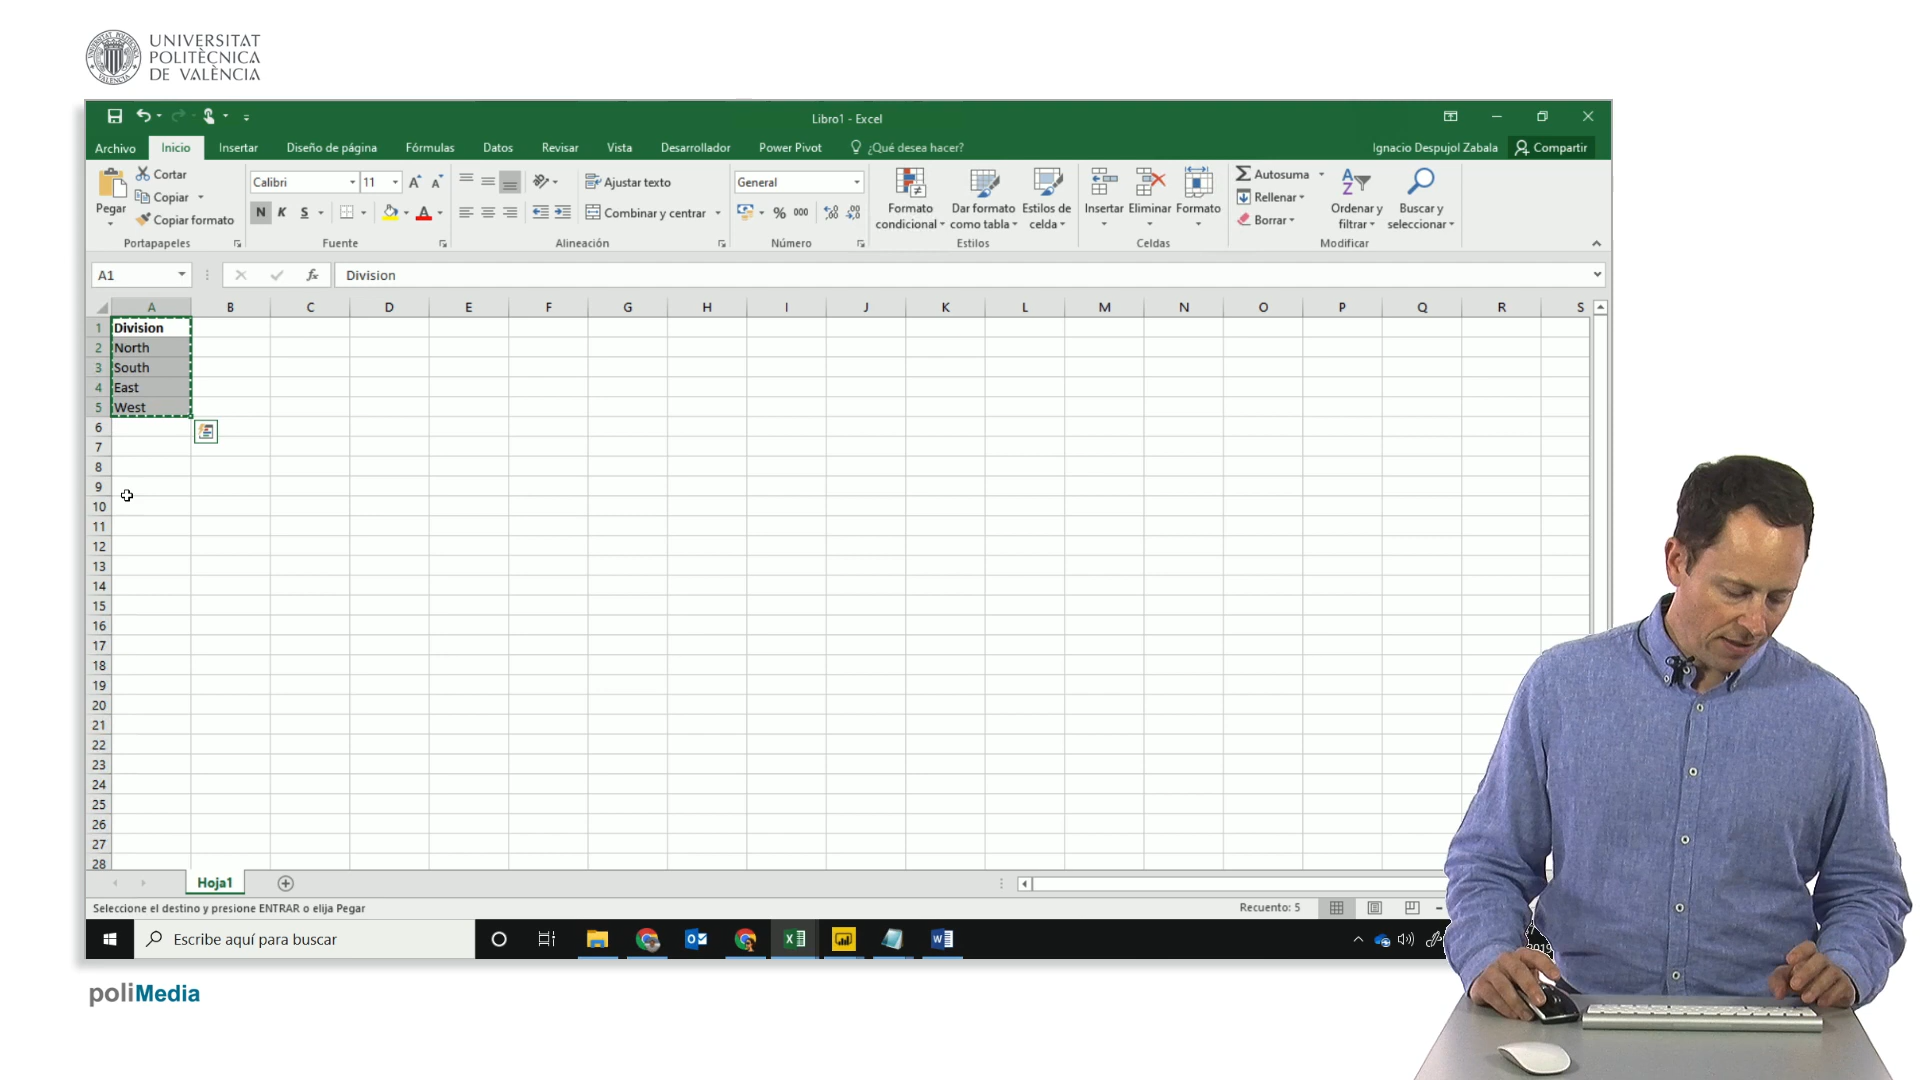 UNIVERSITAT
POLITÈCNICA
DE VALÈNCIA
Libro1 - Excel
Archivo Inicio Insertar Diseño de página Fórmulas Datos Revisar Vista Desarrollador Power Pivot ¿Qué desea hacer? Ignacio Despujol Zabala Compartir
Pegar
Cortar
Copiar
Copiar formato
Portapapeles
Calibri 11
N K S
Fuente
Ajustar texto
Combinar y centrar
Alineación
General
% 000
Número
Formato condicional
Dar formato como tabla
Estilos de celda
Estilos
Insertar Eliminar Formato
Celdas
Autosuma
Rellenar
Borrar
Ordenar y filtrar
Buscar y seleccionar
Modificar
A1 fx Division
A B C D E F G H I J K L M N O P Q R S
1 Division
2 North
3 South
4 East
5 West
6
7
8
9
10
11
12
13
14
15
16
17
18
19
20
21
22
23
24
25
26
27
28
Hoja1
Seleccione el destino y presione ENTRAR o elija Pegar Recuento: 5
Escribe aquí para buscar
poliMedia